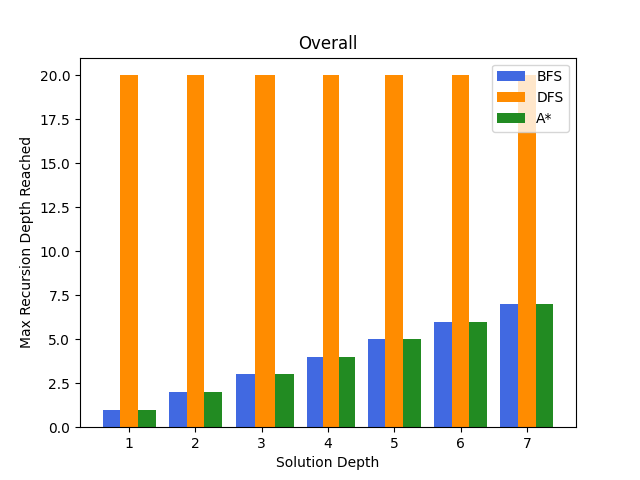 Overall
Max Recursion Depth Reached
20.0
17.5
15.0
12.5
10.0
7.5
5.0
2.5
0.0
BFS
DFS
A*
1 2 3 4 5 6 7
Solution Depth